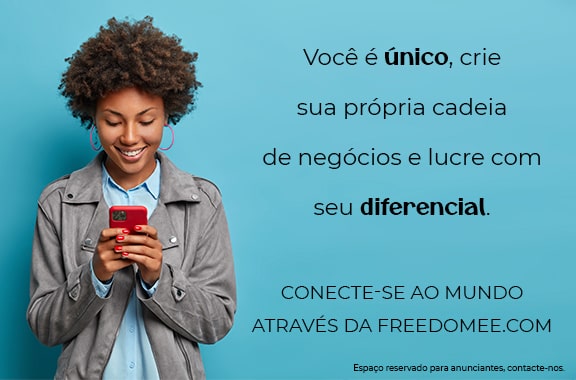 Você é único, crie
sua própria cadeia
de negócios e lucre com
seu diferencial.
CONECTE-SE AO MUNDO
ATRAVÉS DA FREEDOMEE.COM
Espaço reservado para anunciantes, contacte-nos.